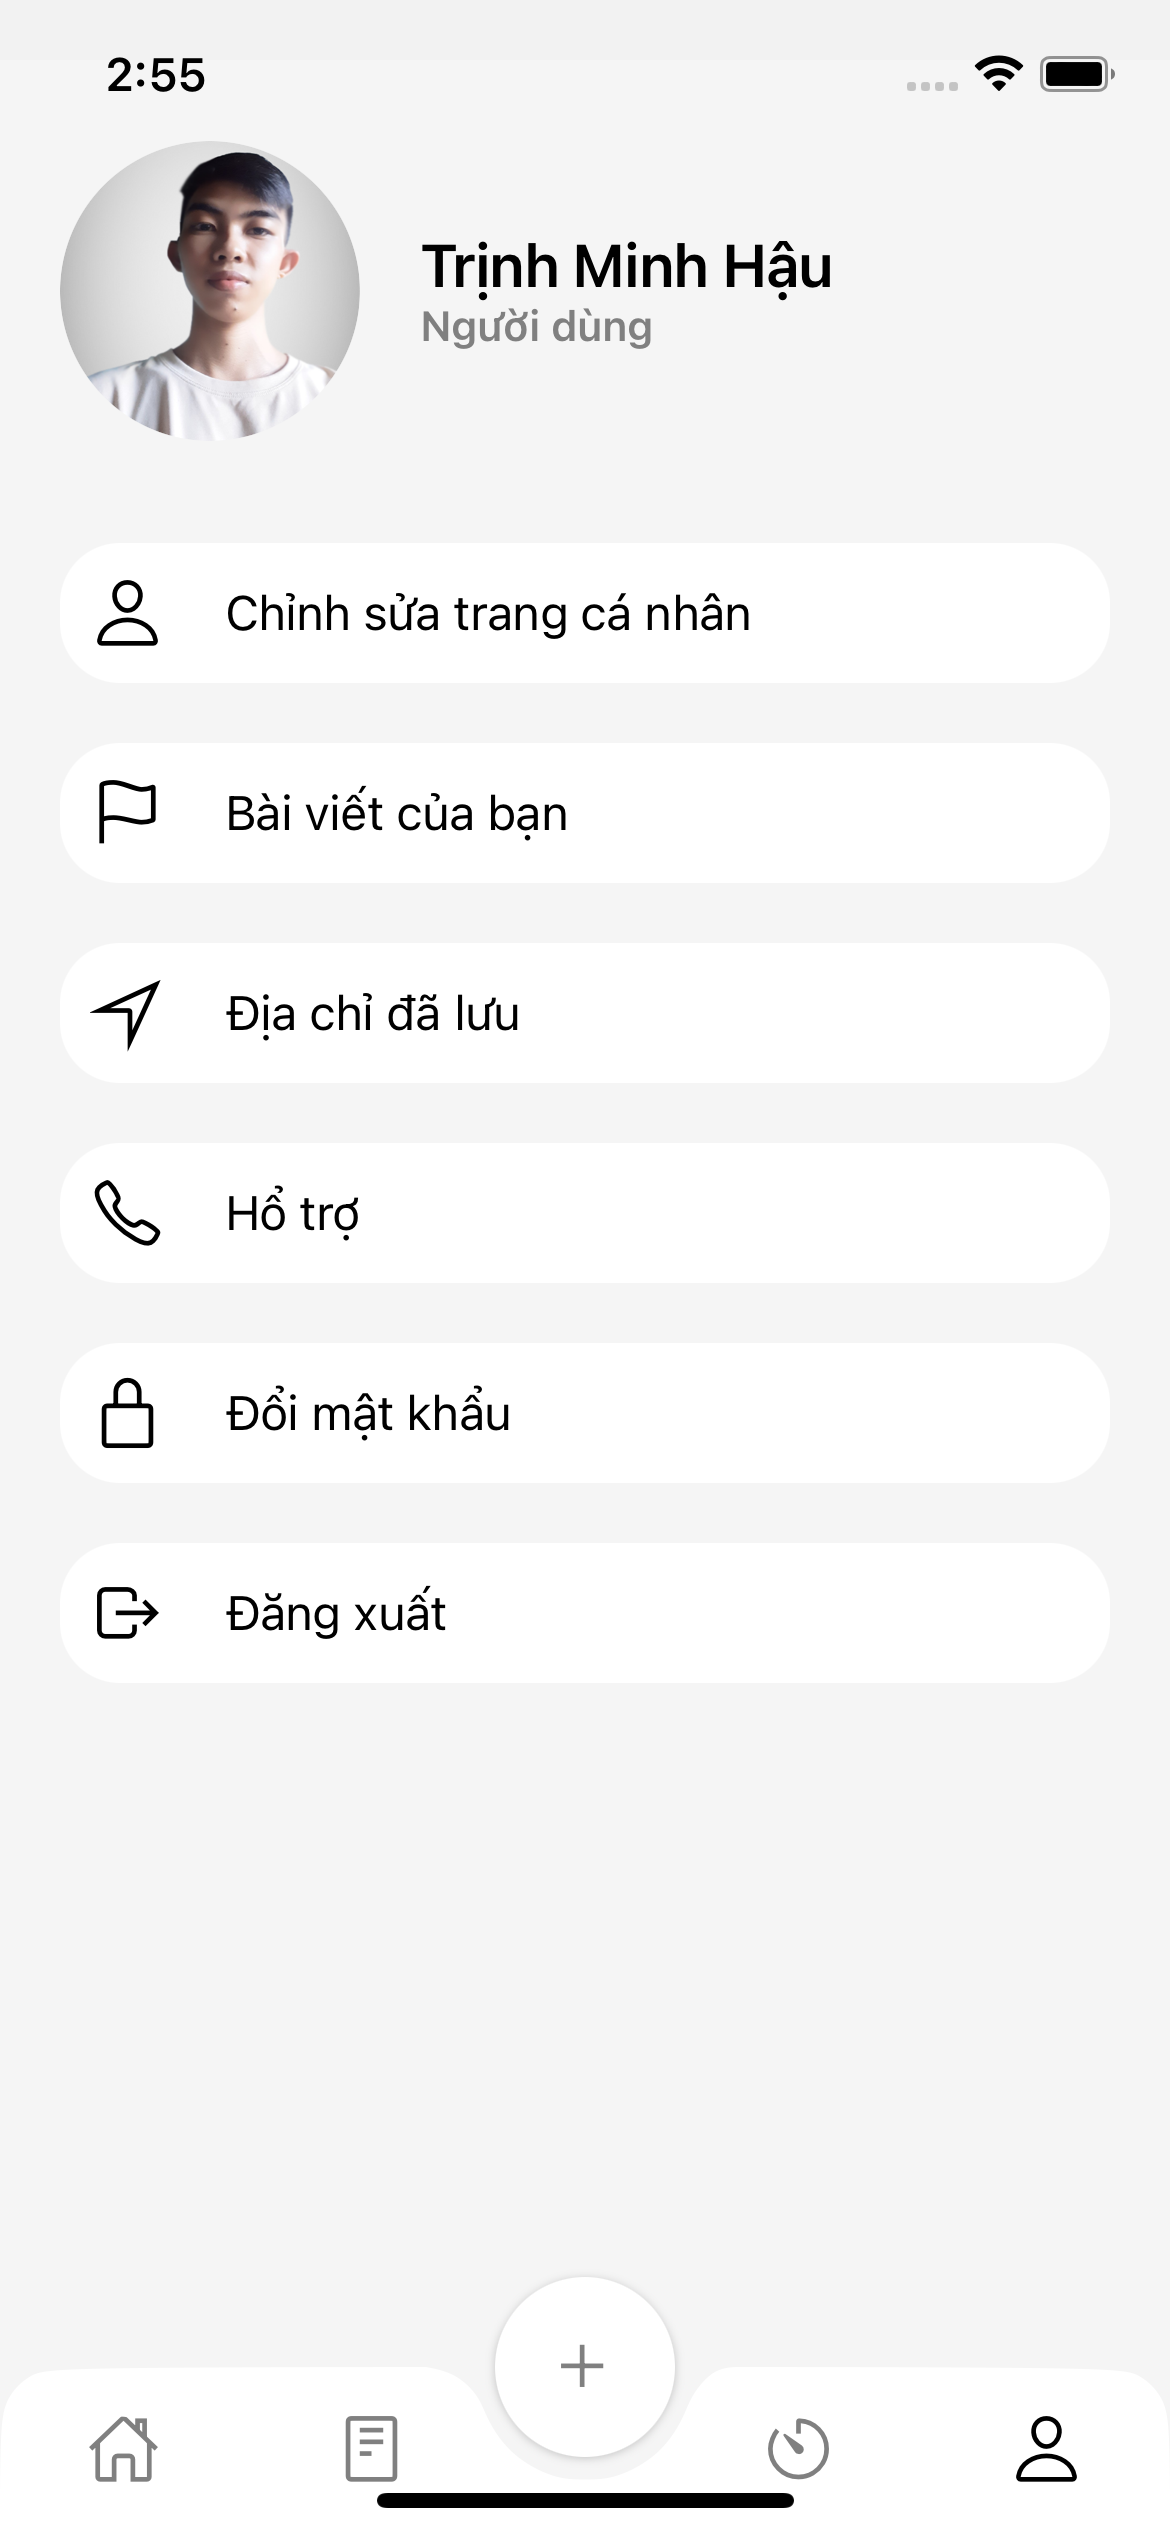 2:55
Trịnh Minh Hậu
Người dùng
Chỉnh sửa trang cá nhân
Bài viết của bạn
Địa chỉ đã lưu
Hổ trợ
Đổi mật khẩu
Đăng xuất